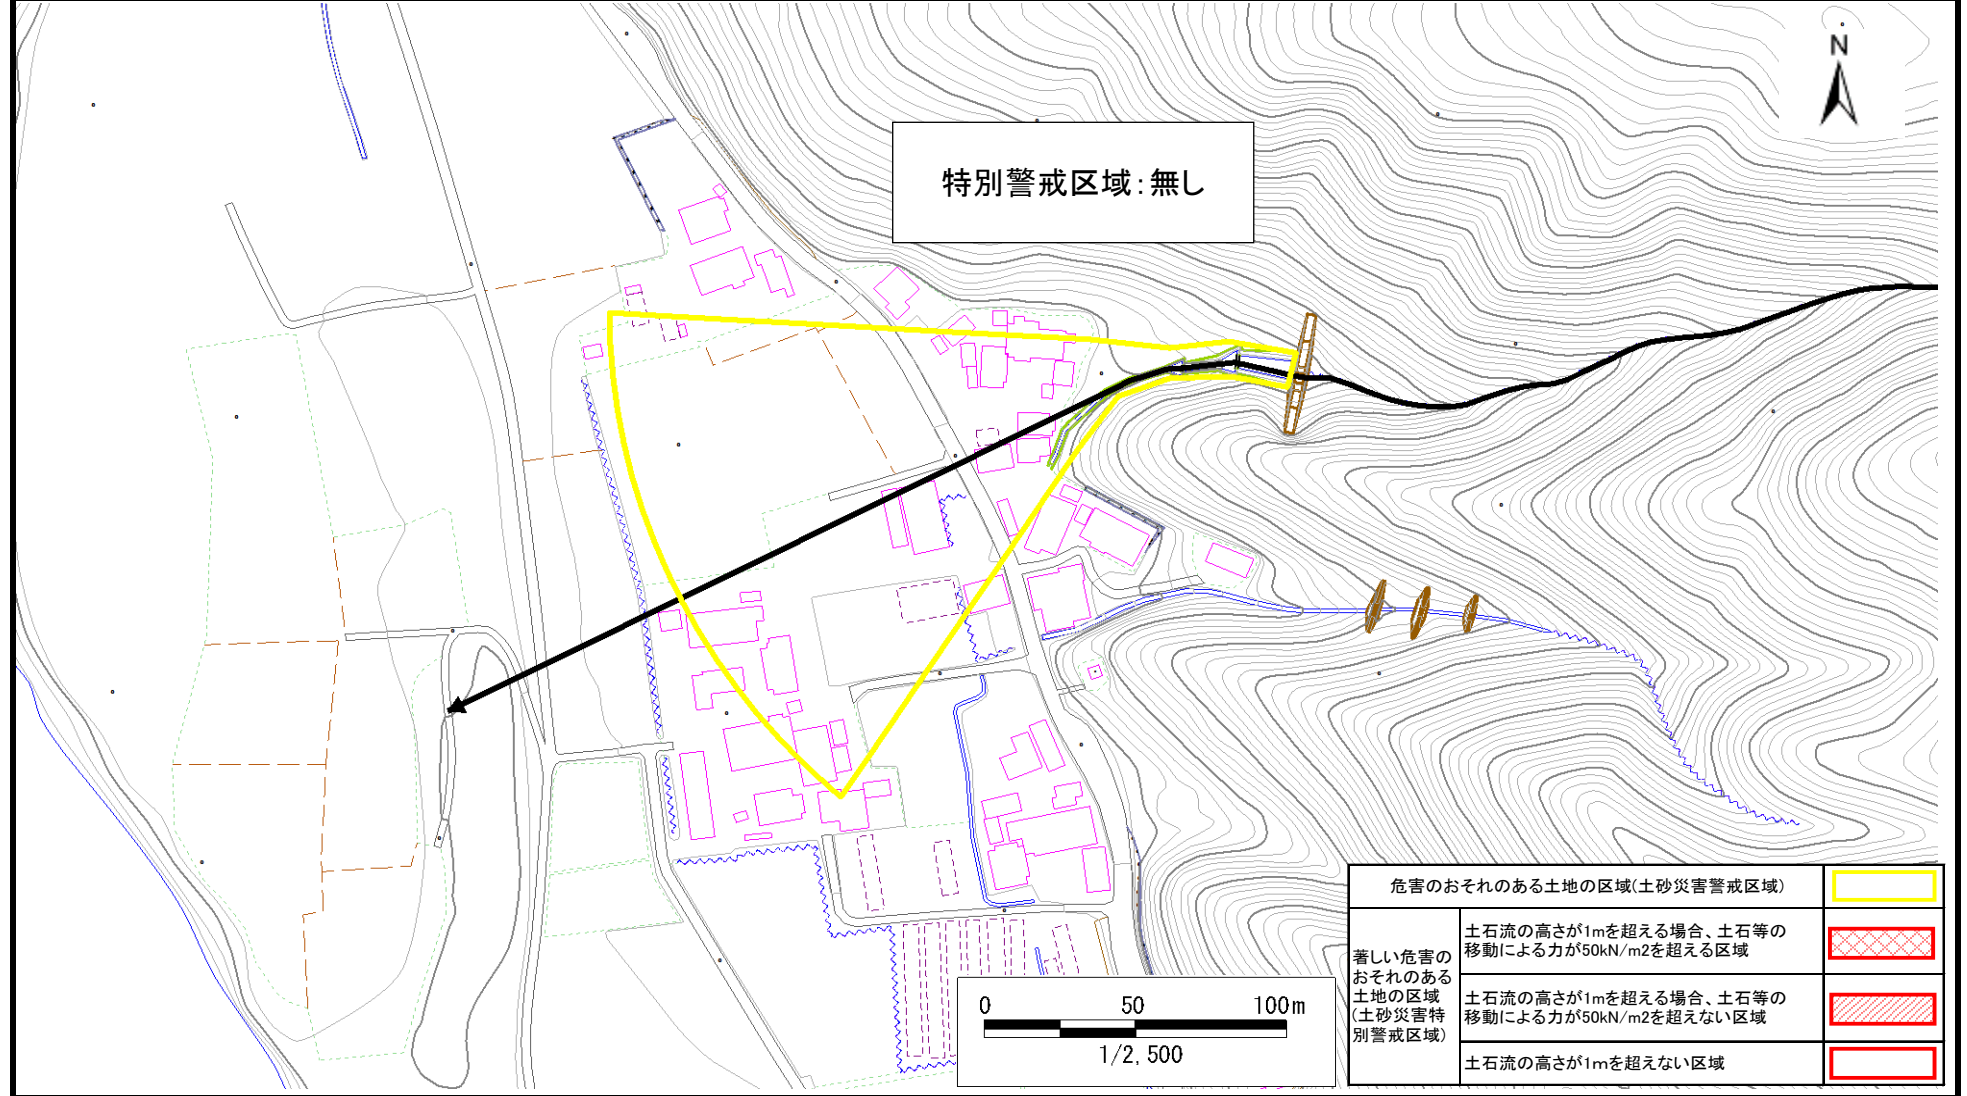 N
特別警戒区域:無し
危害のおそれのある土地の区域(土砂災害警戒区域)
著しい危害の
おそれのある
土地の区域
(土砂災害特
別警戒区域)
土石流の高さが1mを超える場合、土石等の
移動による力が50kN/m2を超える区域
土石流の高さが1mを超える場合、土石等の
移動による力が50kN/m2を超えない区域
土石流の高さが1mを超えない区域
0 50 100m
1/2,500